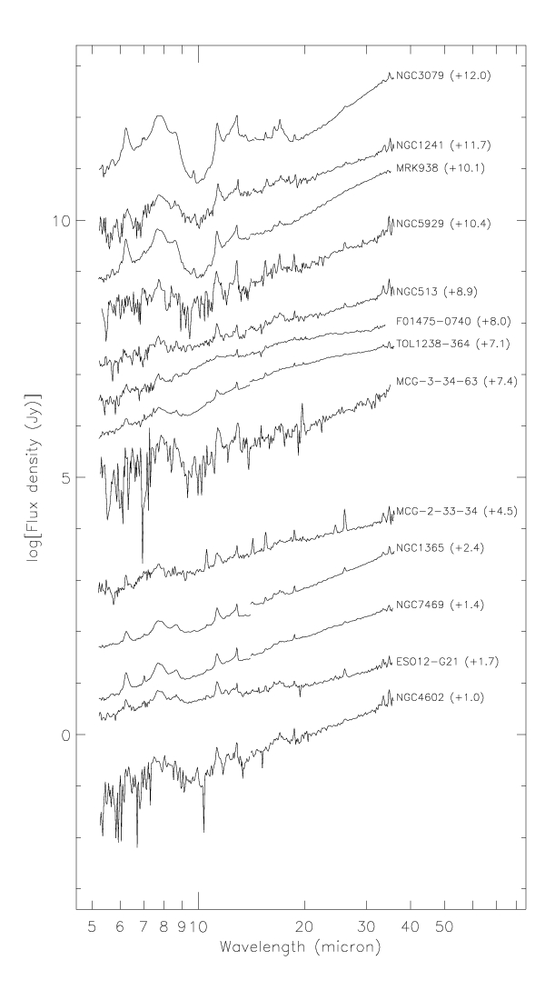 NGC3079 (+12.0)
NGC1241 (+11.7)
MRK938 (+10.1)
10
NGC5929 (+10.4)
NGC513 (+8.9)
F01475-0740 (+8.0)
TOL1238-364 (+7.1)
MCG-3-34-63 (+7.4)
5
MCG-2-33-34 (+4.5)
NGC1365 (+2.4)
NGC7469 (+1.4)
ESO12-G21 (+1.7)
NGC4602 (+1.0)
0
log[Flux density (Jy)]
5 6 7 8 9 10 20 30 40 50
Wavelength (micron)